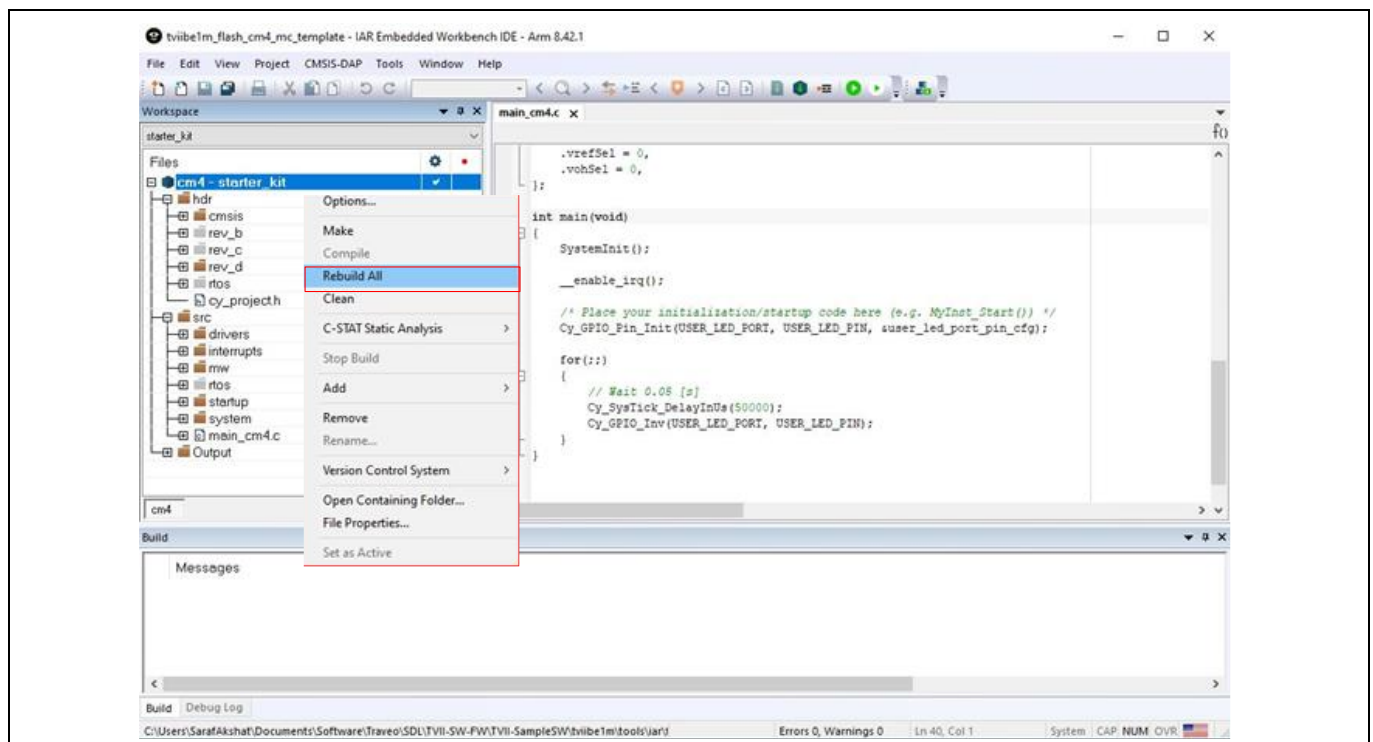 tviibe1m_flash_cm4_mc_template - IAR Embedded Workbench IDE - Arm 8.42.1
File Edit View Project CMSIS-DAP Tools Window Help
Workspace
main_cm4.c
starter_kit
f()
Files
cm4 - starter_kit
hdr
cmsis
rev_b
rev_c
rev_d
rtos
cy_project.h
src
drivers
interrupts
mw
rtos
startup
system
main_cm4.c
Output
cm4
Options...
Make
Compile
Rebuild All
Clean
C-STAT Static Analysis
Stop Build
Add
Remove
Rename...
Version Control System
Open Containing Folder...
File Properties...
Set as Active
.vrefSel = 0,
.vohSel = 0,
};
int main(void)
{
SystemInit();
__enable_irq();
/* Place your initialization/startup code here (e.g. MyInst_Start()) */
Cy_GPIO_Pin_Init(USER_LED_PORT, USER_LED_PIN, &user_led_port_pin_cfg);
for(;;)
{
// Wait 0.05 [s]
Cy_SysTick_DelayInUs(50000);
Cy_GPIO_Inv(USER_LED_PORT, USER_LED_PIN);
}
}
Build
Messages
Build Debug Log
C:\Users\SarafAkshat\Documents\Software\Traveo\SDL\TVII-SW-FW\TVII-SampleSW\tviibe1m\tools\iar\ Errors 0, Warnings 0 Ln 40, Col 1 System CAP NUM OVR